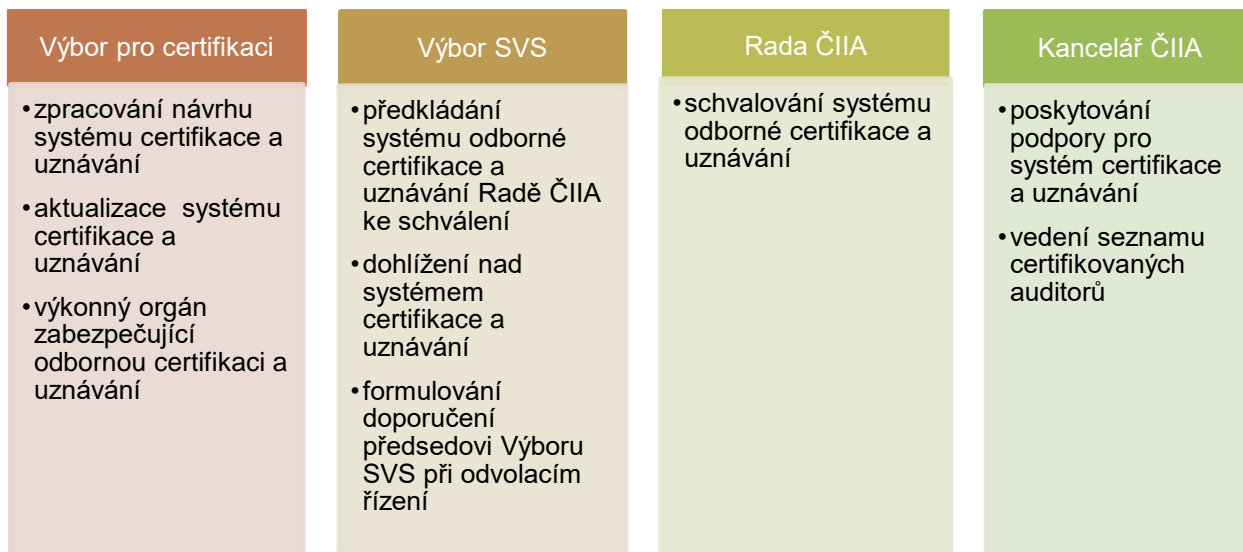 Výbor pro certifikaci
•zpracování návrhu
systému certifikace a
uznávání
•aktualizace  systému
certifikace a
uznávání
•výkonný orgán
zabezpečující
odbornou certifikaci a
uznávání
Výbor SVS
•předkládání
systému odborné
certifikace a
uznávání Radě ČIIA
ke schválení
•dohlížení nad
systémem
certifikace a
uznávání
•formulování
doporučení
předsedovi Výboru
SVS při odvolacím
řízení
Rada ČIIA
•schvalování systému
odborné certifikace a
uznávání
Kancelář ČIIA
•poskytování
podpory pro
systém certifikace
a uznávání
•vedení seznamu
certifikovaných
auditorů